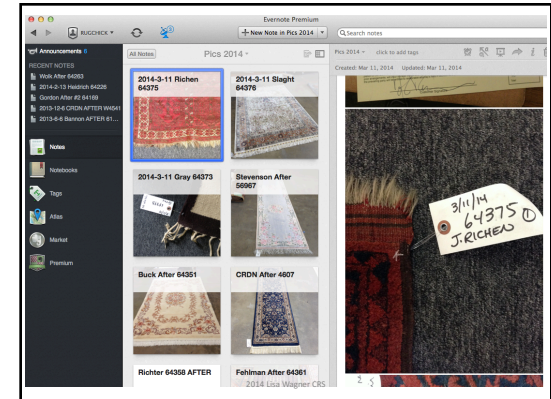 Evernote Premium
RUGCHICK
+ New Note in Pics 2014
Search notes
Announcements 6
RECENT NOTES
Wolk After 64263
2014-2-13 Heidrich 64226
Gordon After #2 64169
2013-12-6 CRDN AFTER W4541
2013-6-6 Bannon AFTER 61...
Notes
Notebooks
Tags
Atlas
Market
Premium
All Notes
Pics 2014
2014-3-11 Richen
64375
2014-3-11 Slaght
64376
2014-3-11 Gray 64373
Stevenson After
56967
Buck After 64351
CRDN After 4607
Richter 64358 AFTER
Fehiman After 64361
Pics 2014
click to add tags
Created: Mar 11, 2014 Updated: Mar 11, 2014
3/11/14
64375 1
J. RICHEN
2014 Lisa Wagner CRS